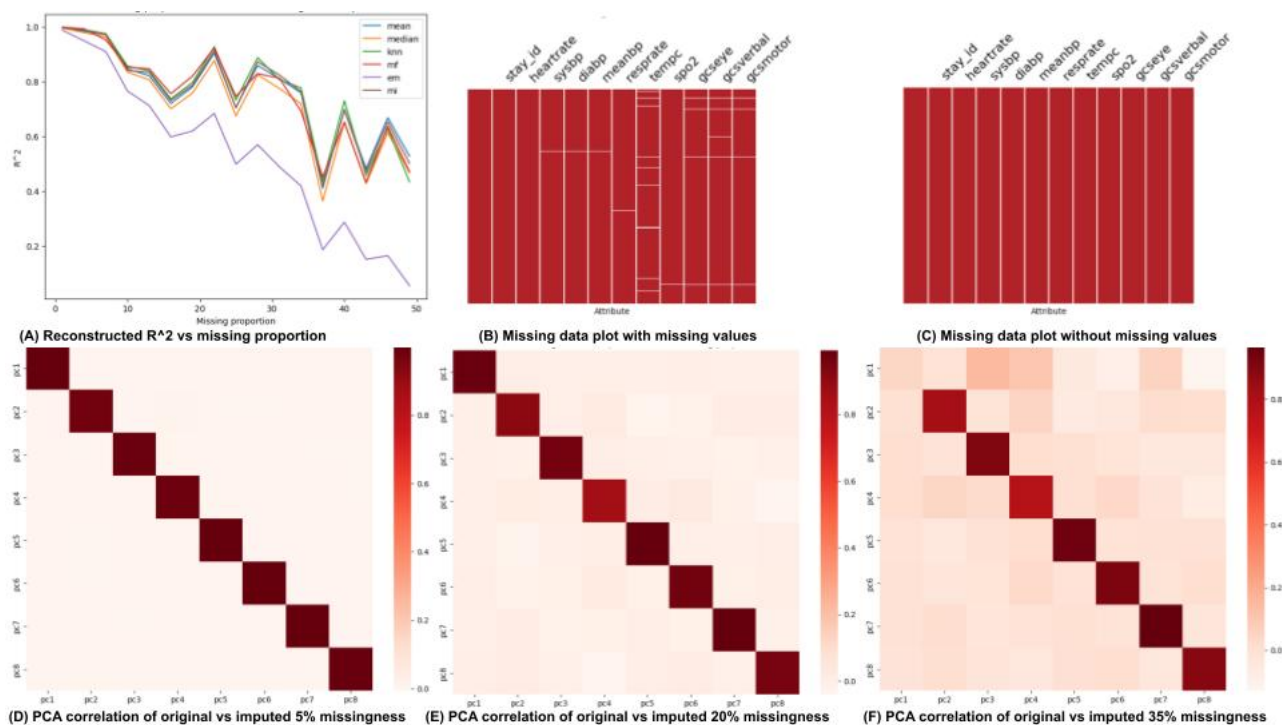 1.0
0.8
0.6
0.4
0.2
R^2
0
10
20
30
40
50
Missing proportion
mean
median
knn
mf
em
mi
(A) Reconstructed R^2 vs missing proportion
stay_id
heartrate
sysbp
diabp
meanbp
resprate
tempc
spo2
gcseye
gcsverbal
gcsmotor
Attribute
(B) Missing data plot with missing values
stay_id
heartrate
sysbp
diabp
meanbp
resprate
tempc
spo2
gcseye
gcsverbal
gcsmotor
Attribute
(C) Missing data plot without missing values
pc1
pc2
pc3
pc4
pc5
pc6
pc7
pc8
pc1 pc2 pc3 pc4 pc5 pc6 pc7 pc8
0.8
0.6
0.4
0.2
0.0
(D) PCA correlation of original vs imputed 5% missingness
pc1
pc2
pc3
pc4
pc5
pc6
pc7
pc8
pc1 pc2 pc3 pc4 pc5 pc6 pc7 pc8
0.8
0.6
0.4
0.2
0.0
(E) PCA correlation of original vs imputed 20% missingness
pc1
pc2
pc3
pc4
pc5
pc6
pc7
pc8
pc1 pc2 pc3 pc4 pc5 pc6 pc7 pc8
0.8
0.6
0.4
0.2
0.0
(F) PCA correlation of original vs imputed 35% missingness